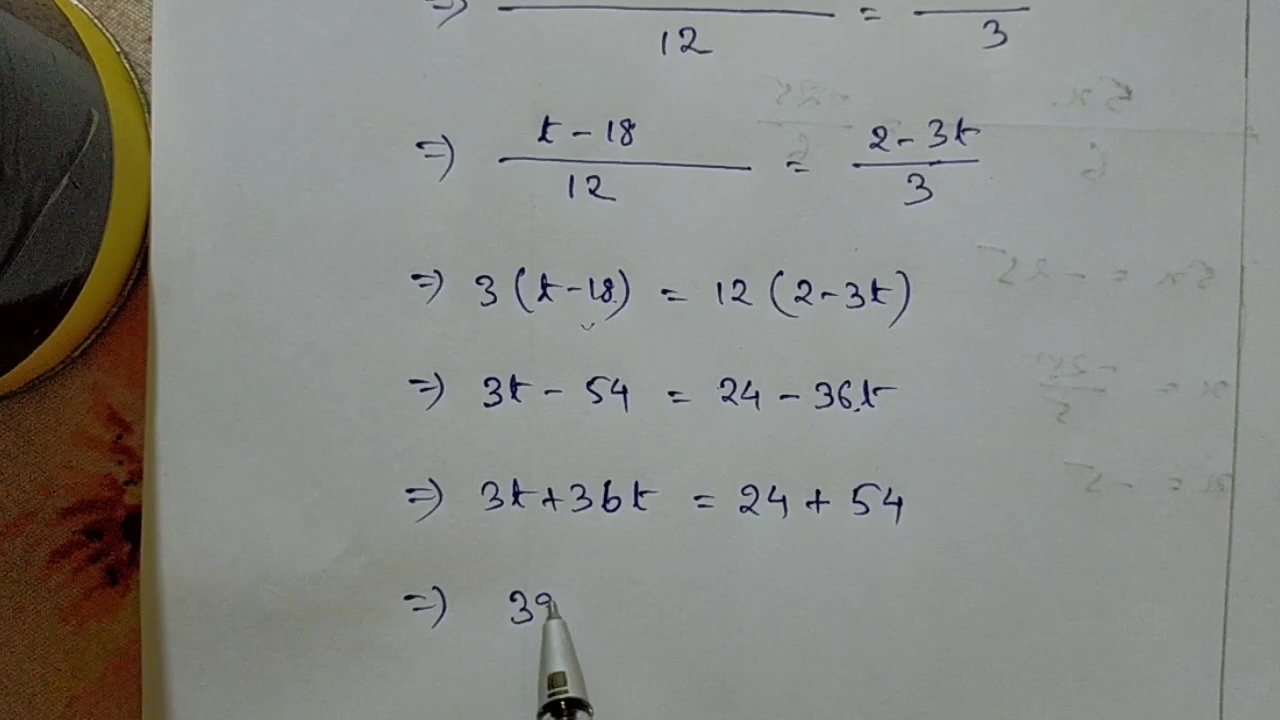 ⇒ ――― / 12 = ――― / 3
⇒ t - 18 / 12 = 2 - 3t / 3
⇒ 3 (t - 18) = 12 (2 - 3t)
⇒ 3t - 54 = 24 - 36t
⇒ 3t + 36t = 24 + 54
⇒ 39